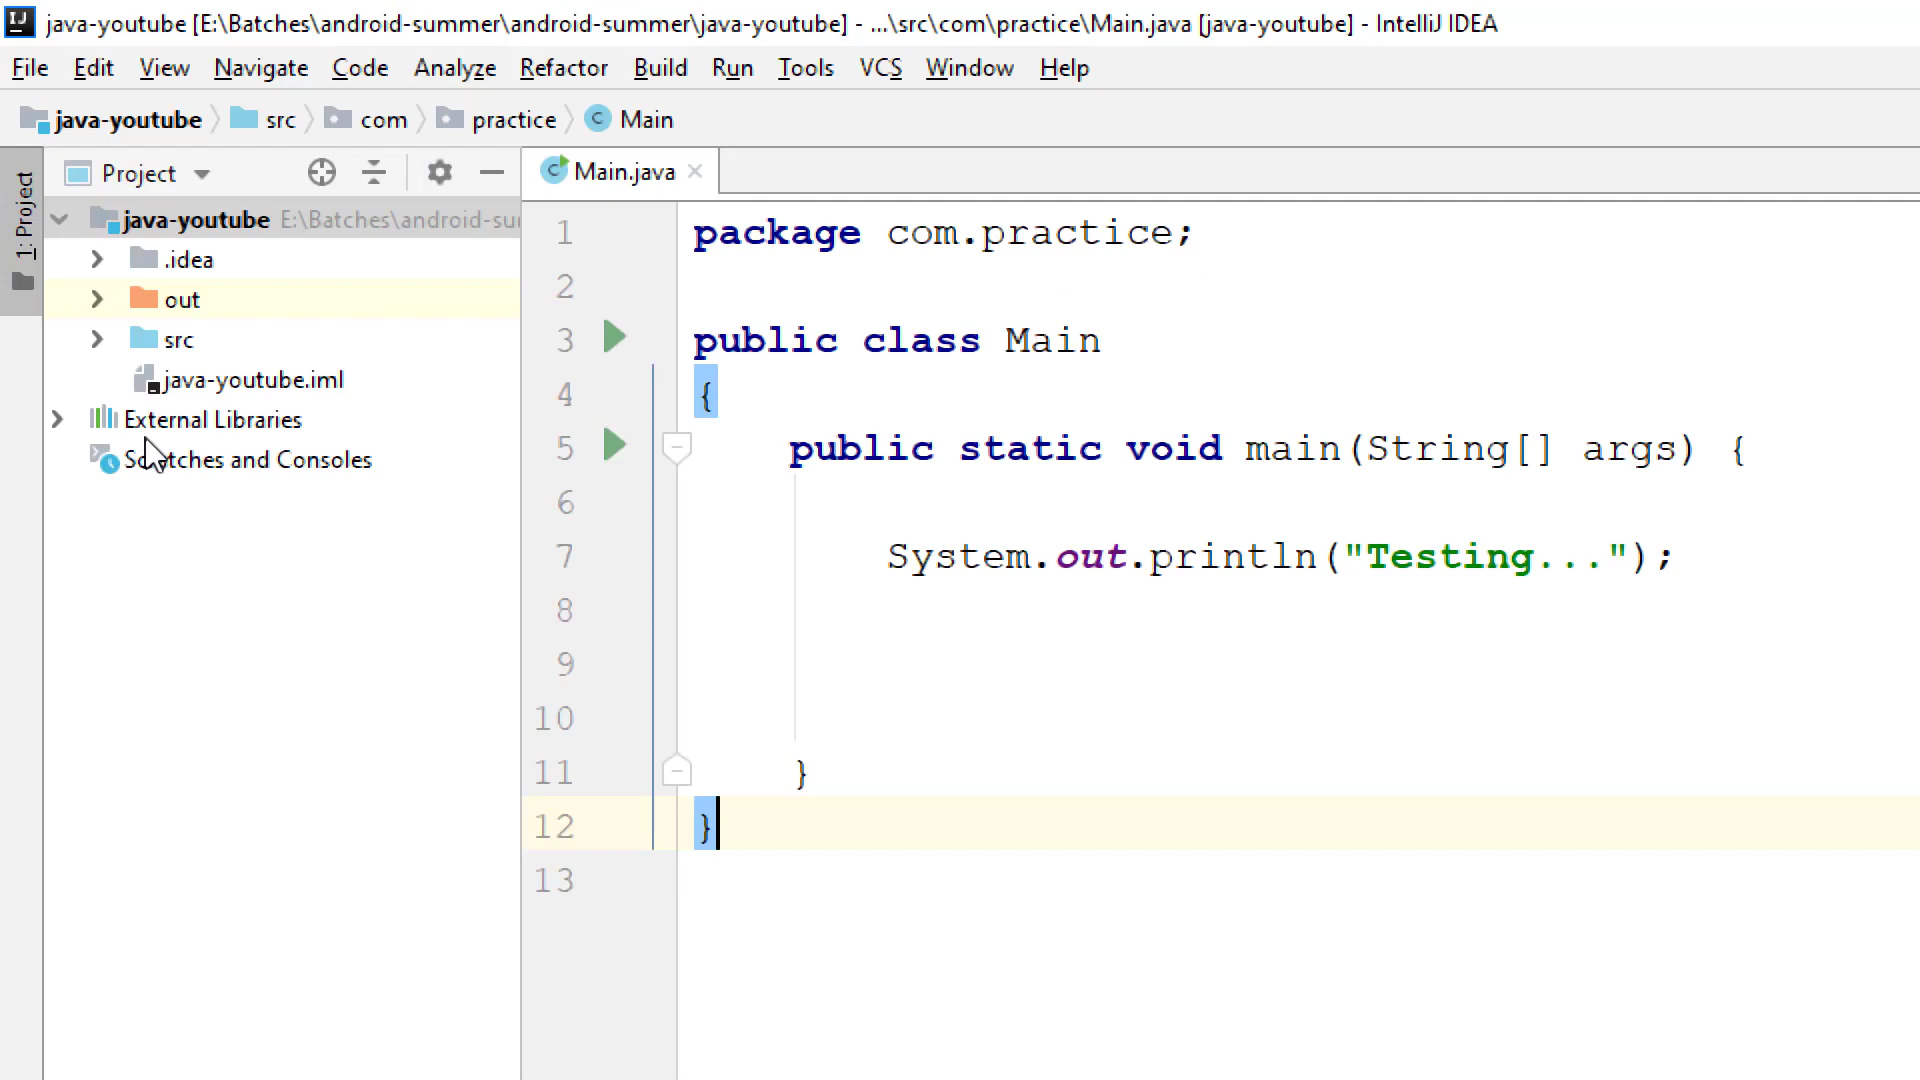 IJ java-youtube [E:\Batches\android-summer\android-summer\java-youtube] - ...\src\com\practice\Main.java [java-youtube] - IntelliJ IDEA
File Edit View Navigate Code Analyze Refactor Build Run Tools VCS Window Help
java-youtube src com practice C Main
1: Project
Project
java-youtube E:\Batches\android-su
.idea
out
src
java-youtube.iml
External Libraries
Scratches and Consoles
C Main.java
1 package com.practice;
2
3 public class Main
4 {
5 public static void main(String[] args) {
6
7 System.out.println("Testing...");
8
9
10
11 }
12 }
13